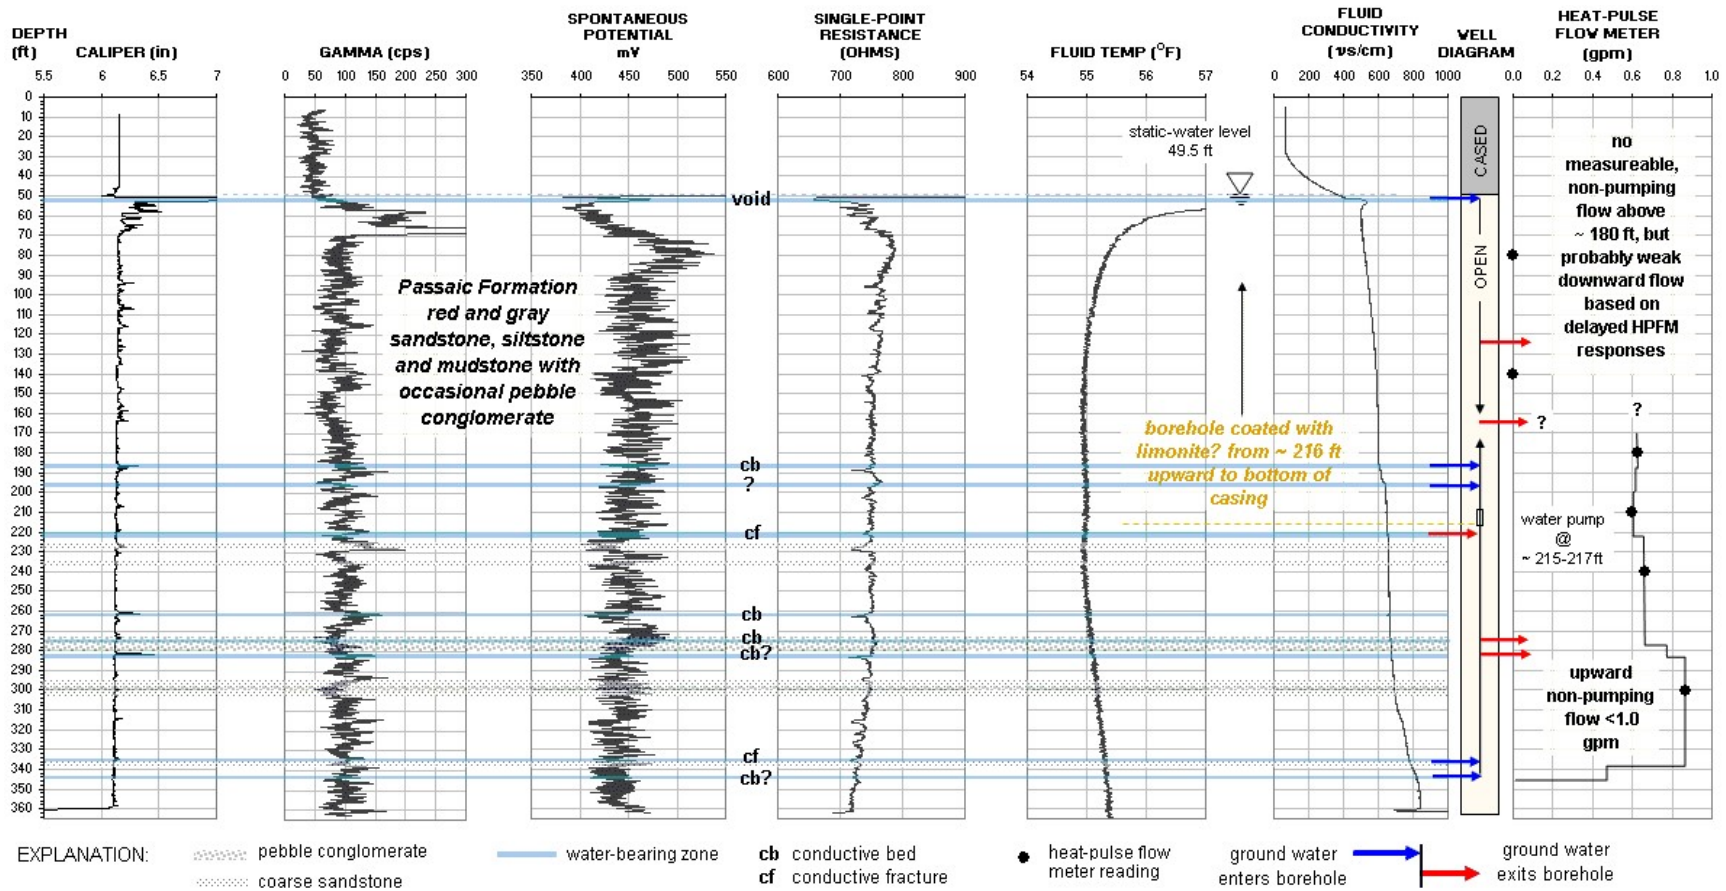 DEPTH
(ft)
CALIPER (in)
GAMMA (cps)
SPONTANEOUS
POTENTIAL
mV
SINGLE-POINT
RESISTANCE
(OHMS)
FLUID TEMP (°F)
FLUID
CONDUCTIVITY
(υs/cm)
WELL
DIAGRAM
HEAT-PULSE
FLOW METER
(gpm)
5.5 6 6.5 7
0 50 50 100 200 300
350 400 450 500 550
600 700 800 900
54 55 56 57
0 200 400 600 800 1000
0.0 0.2 0.4 0.6 0.8 1.0
0
10
20
30
40
50
60
70
80
90
100
110
120
130
140
150
160
170
180
190
200
210
220
230
240
250
260
270
280
290
300
310
320
330
340
350
360
static-water level
49.5 ft
CASED
OPEN
void
no
measureable,
non-pumping
flow above
~ 180 ft, but
probably weak
downward flow
based on
delayed HPFM
responses
Passaic Formation
red and gray
sandstone, siltstone
and mudstone with
occasional pebble
conglomerate
borehole coated with
limonite? from ~ 216 ft
upward to bottom of
casing
?
?
cb
?
cf
cb
cb
cb?
cf
cb?
water pump
@
~ 215-217ft
upward
non-pumping
flow <1.0
gpm
EXPLANATION:
pebble conglomerate
coarse sandstone
water-bearing zone
cb conductive bed
cf conductive fracture
heat-pulse flow
meter reading
ground water
enters borehole
ground water
exits borehole